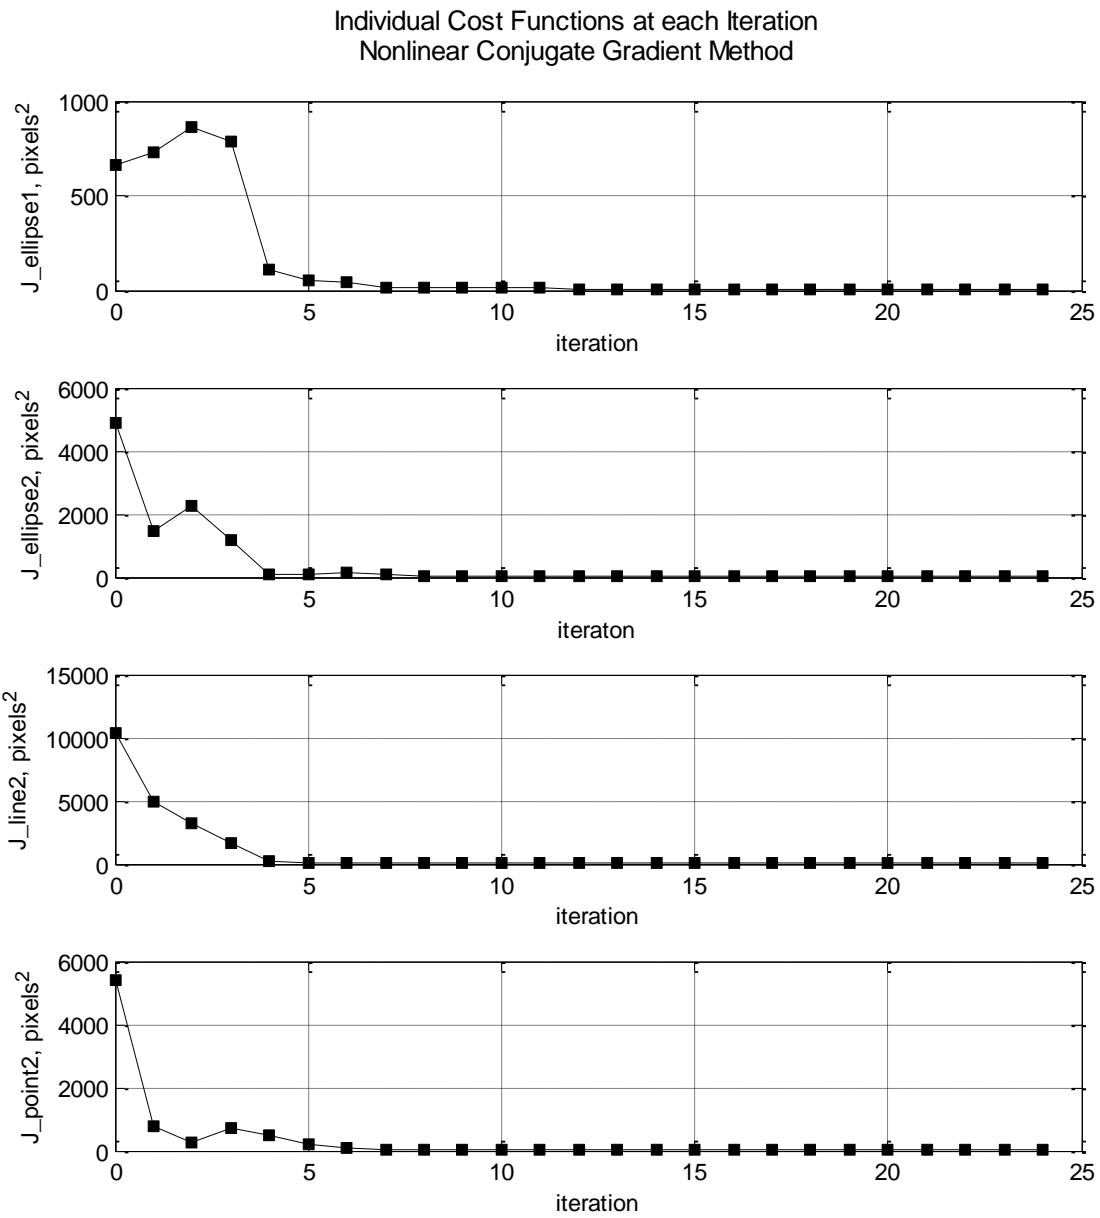 Individual Cost Functions at each Iteration
Nonlinear Conjugate Gradient Method
J_ellipse1, pixels²
1000
500
0
0 5 10 15 20 25
iteration
J_ellipse2, pixels²
6000
4000
2000
0
0 5 10 15 20 25
iteraton
J_line2, pixels²
15000
10000
5000
0
0 5 10 15 20 25
iteration
J_point2, pixels²
6000
4000
2000
0
0 5 10 15 20 25
iteration